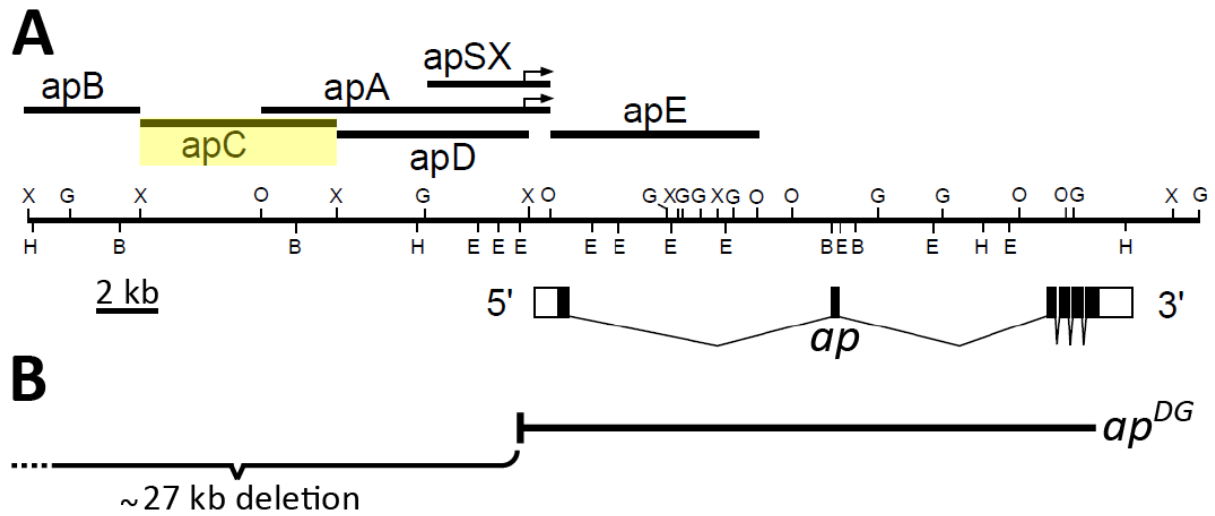 A
apSX
apB
apA
apE
apC
apD
X G X O X G X O G X G G X G O O G G O O G X G
H B B H E E E E E E E B E B E H E H
2 kb
5'
3'
ap
B
ap^DG
~27 kb deletion